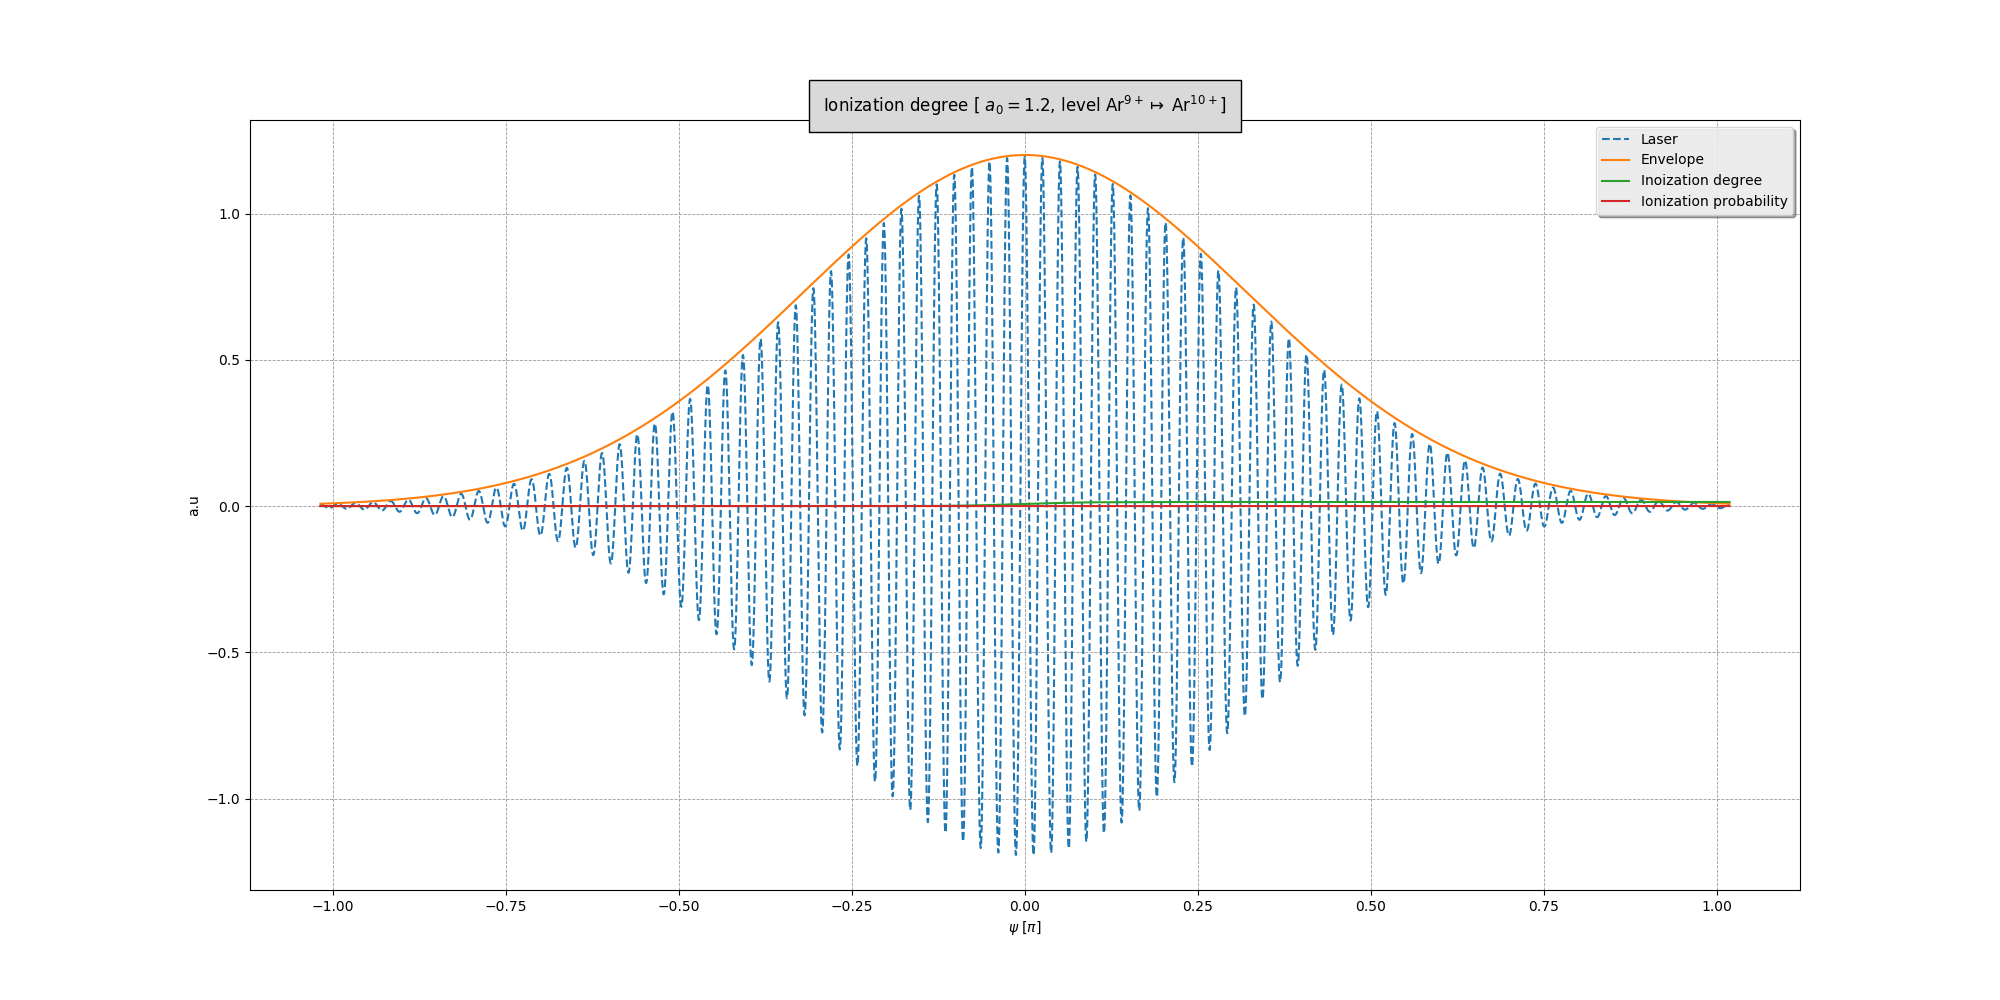 Ionization degree [ a₀ = 1.2, level Ar⁹⁺ ↦ Ar¹⁰⁺]
Laser
Envelope
Inoization degree
Ionization probability
1.0
0.5
0.0
−0.5
−1.0
a.u
−1.00 −0.75 −0.50 −0.25 0.00 0.25 0.50 0.75 1.00
ψ [π]